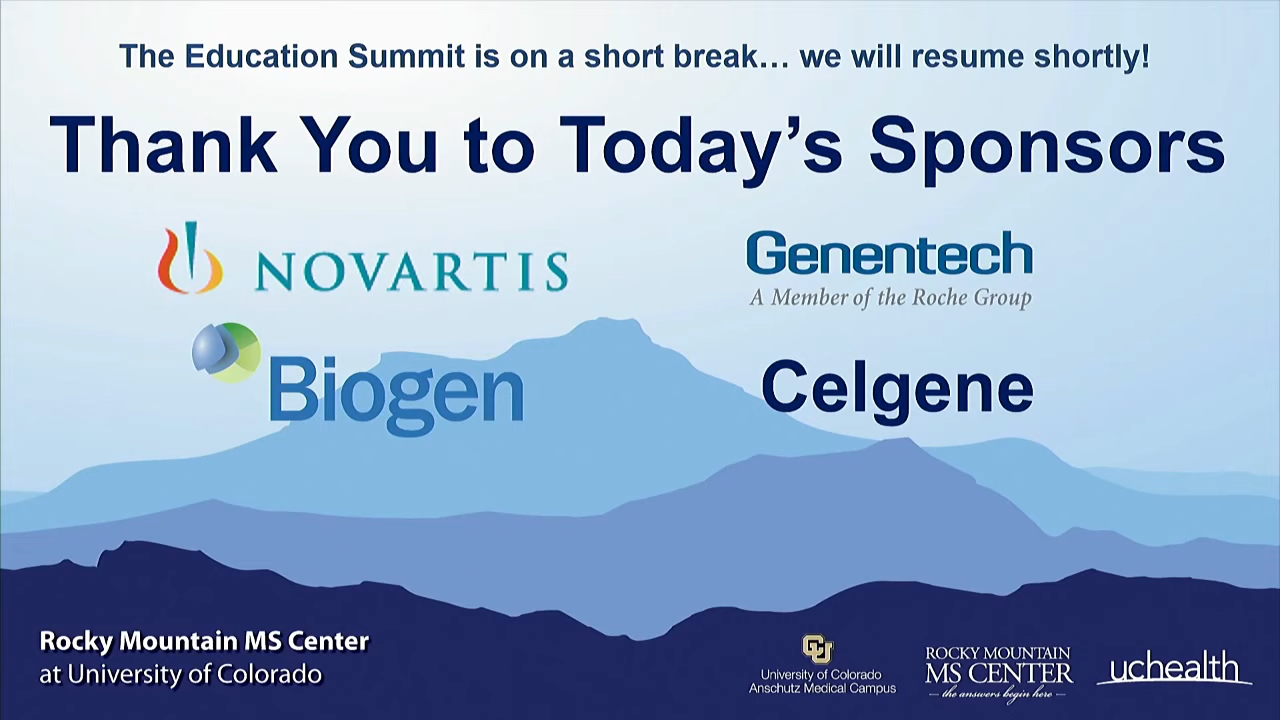 The Education Summit is on a short break... we will resume shortly!
Thank You to Today’s Sponsors
NOVARTIS
Genentech
A Member of the Roche Group
Biogen
Celgene
Rocky Mountain MS Center
at University of Colorado
CU
University of Colorado
Anschutz Medical Campus
ROCKY MOUNTAIN
MS CENTER
— the answers begin here —
uchealth